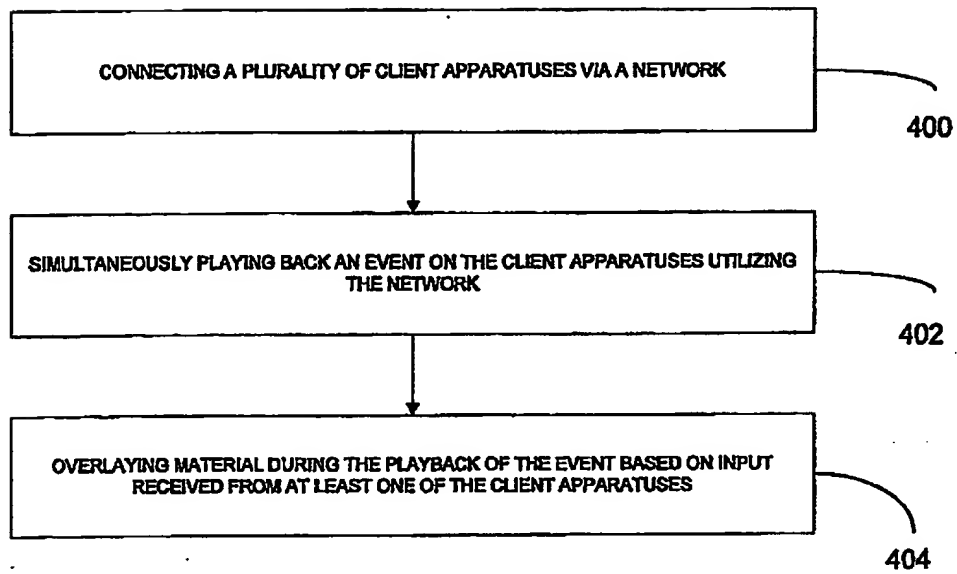 CONNECTING A PLURALITY OF CLIENT APPARATUSES VIA A NETWORK
400
SIMULTANEOUSLY PLAYING BACK AN EVENT ON THE CLIENT APPARATUSES UTILIZING
THE NETWORK
402
OVERLAYING MATERIAL DURING THE PLAYBACK OF THE EVENT BASED ON INPUT
RECEIVED FROM AT LEAST ONE OF THE CLIENT APPARATUSES
404